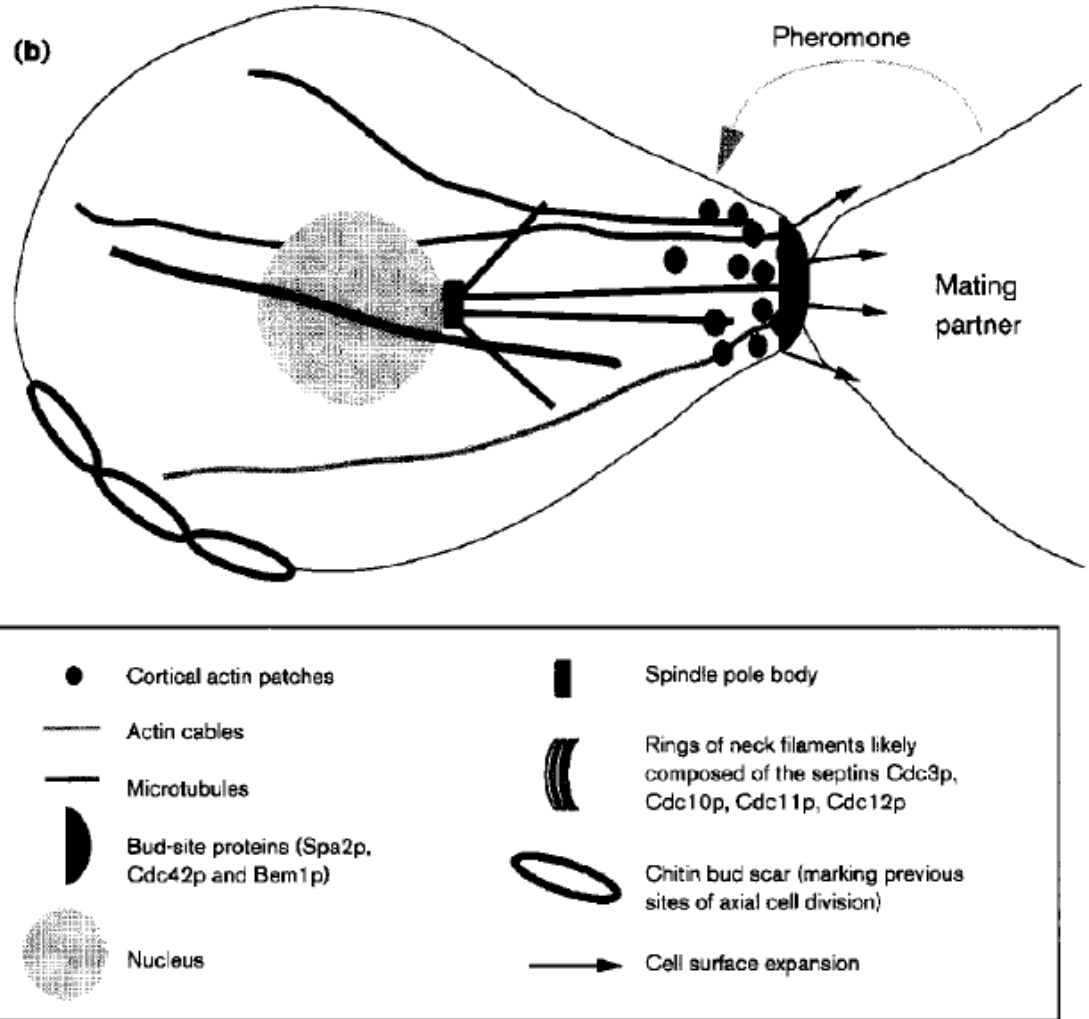 (b)
Pheromone
Mating
partner
Cortical actin patches
Actin cables
Microtubules
Bud-site proteins (Spa2p,
Cdc42p and Bem1p)
Nucleus
Spindle pole body
Rings of neck filaments likely
composed of the septins Cdc3p,
Cdc10p, Cdc11p, Cdc12p
Chitin bud scar (marking previous
sites of axial cell division)
Cell surface expansion